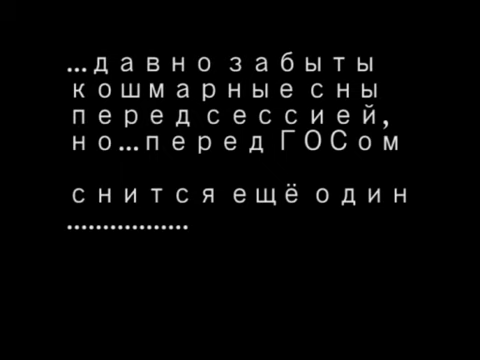 ...давно забыты
кошмарные сны
перед сессией,
но...перед ГОСом
снится ещё один
.................